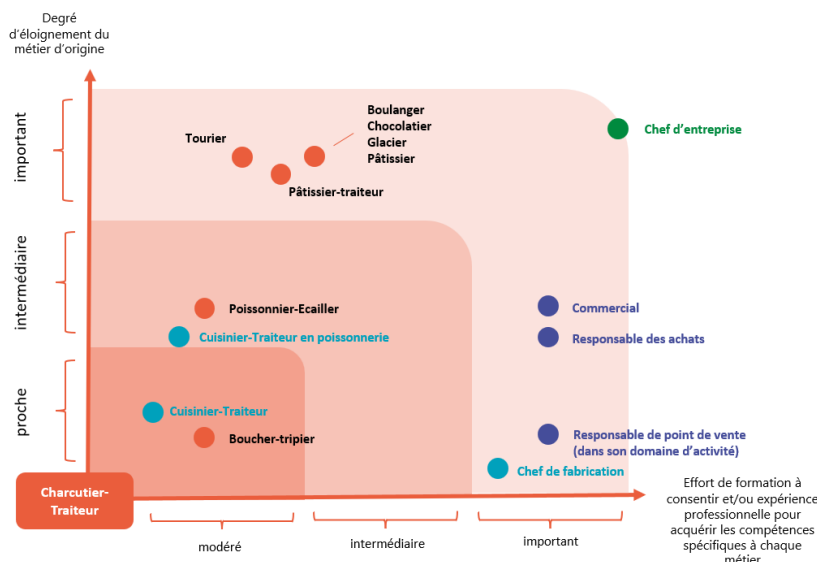 Degré
d'éloignement du
métier d'origine
important
intermédiaire
proche
Boulanger
Chocolatier
Glacier
Pâtissier
Tourier
Pâtissier-traiteur
Chef d'entreprise
Poissonnier-Ecailler
Cuisinier-Traiteur en poissonnerie
Commercial
Responsable des achats
Cuisinier-Traiteur
Boucher-tripier
Responsable de point de vente
(dans son domaine d'activité)
Chef de fabrication
Charcutier-
Traiteur
modéré
intermédiaire
important
Effort de formation à
consentir et/ou expérience
professionnelle pour
acquérir les compétences
spécifiques à chaque
métier